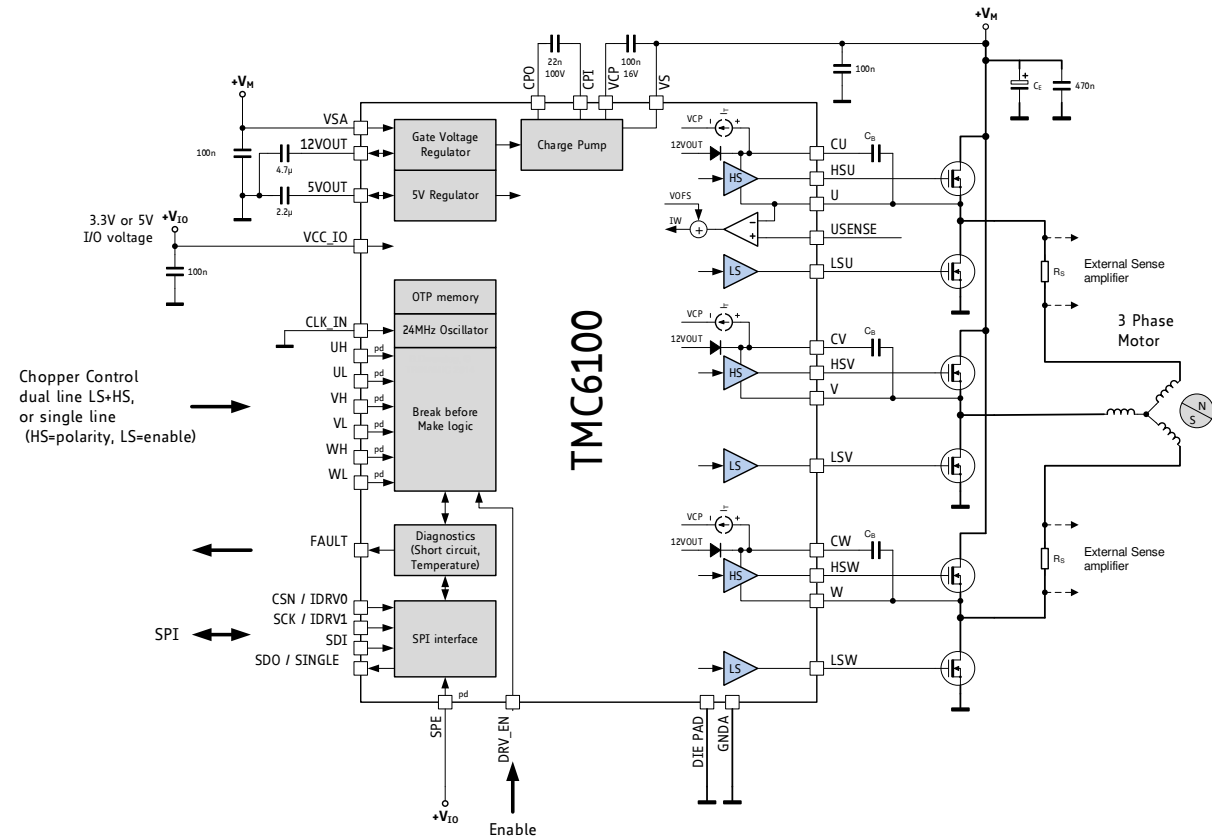 +VM
CPO
22n
100V
CPI
VCP
100n
16V
VS
100n
+
CE
470n
+VM
VSA
100n
12VOUT
4.7µ
5VOUT
2.2µ
Gate Voltage
Regulator
5V Regulator
Charge Pump
3.3V or 5V
I/O voltage
+VIO
VCC_IO
100n
OTP memory
24MHz Oscillator
CLK_IN
UH
pd
UL
pd
VH
pd
VL
pd
WH
pd
WL
pd
Break before
Make logic
Chopper Control
dual line LS+HS,
or single line
(HS=polarity, LS=enable)
FAULT
Diagnostics
(Short circuit,
Temperature)
CSN / IDRV0
SCK / IDRV1
SDI
SDO / SINGLE
SPI
SPI interface
SPE
pd
+VIO
DRV_EN
Enable
DIE PAD
GNDA
TMC6100
VCP
+
12VOUT
HS
CU
CB
HSU
U
VOFS
IW
+
-
+
USENSE
LS
LSU
RS
External Sense
amplifier
VCP
+
12VOUT
HS
CV
CB
HSV
V
LS
LSV
3 Phase
Motor
N
S
VCP
+
12VOUT
HS
CW
CB
HSW
W
LS
LSW
RS
External Sense
amplifier